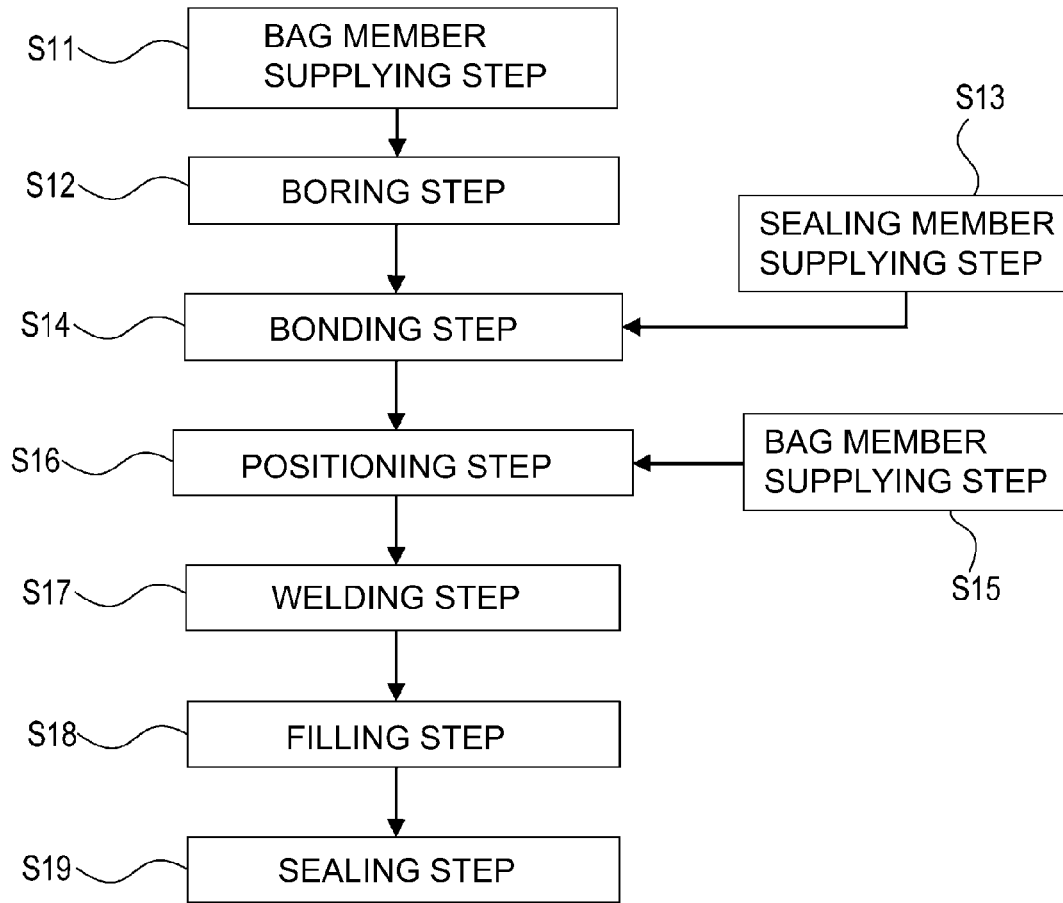 S11
BAG MEMBER
SUPPLYING STEP
S12
BORING STEP
S13
SEALING MEMBER
SUPPLYING STEP
S14
BONDING STEP
S16
POSITIONING STEP
BAG MEMBER
SUPPLYING STEP
S15
S17
WELDING STEP
S18
FILLING STEP
S19
SEALING STEP